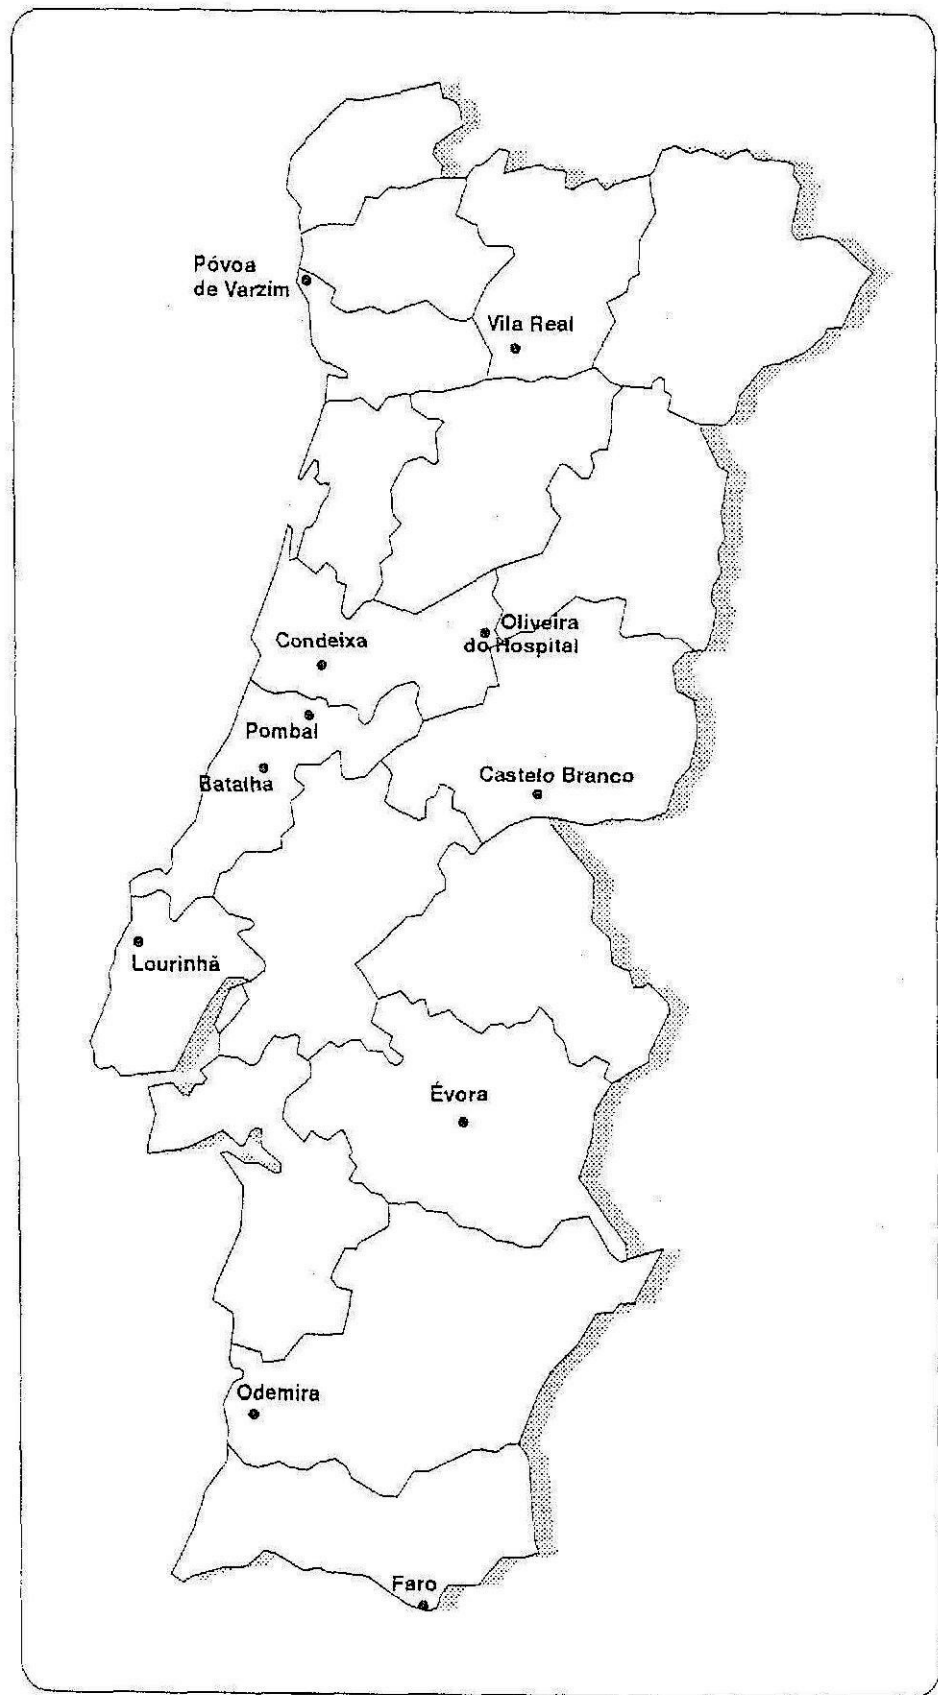 Póvoa
de Varzim
Vila Real
Oliveira
do Hospital
Condeixa
Pombal
Batalha
Castelo Branco
Lourinhã
Évora
Odemira
Faro